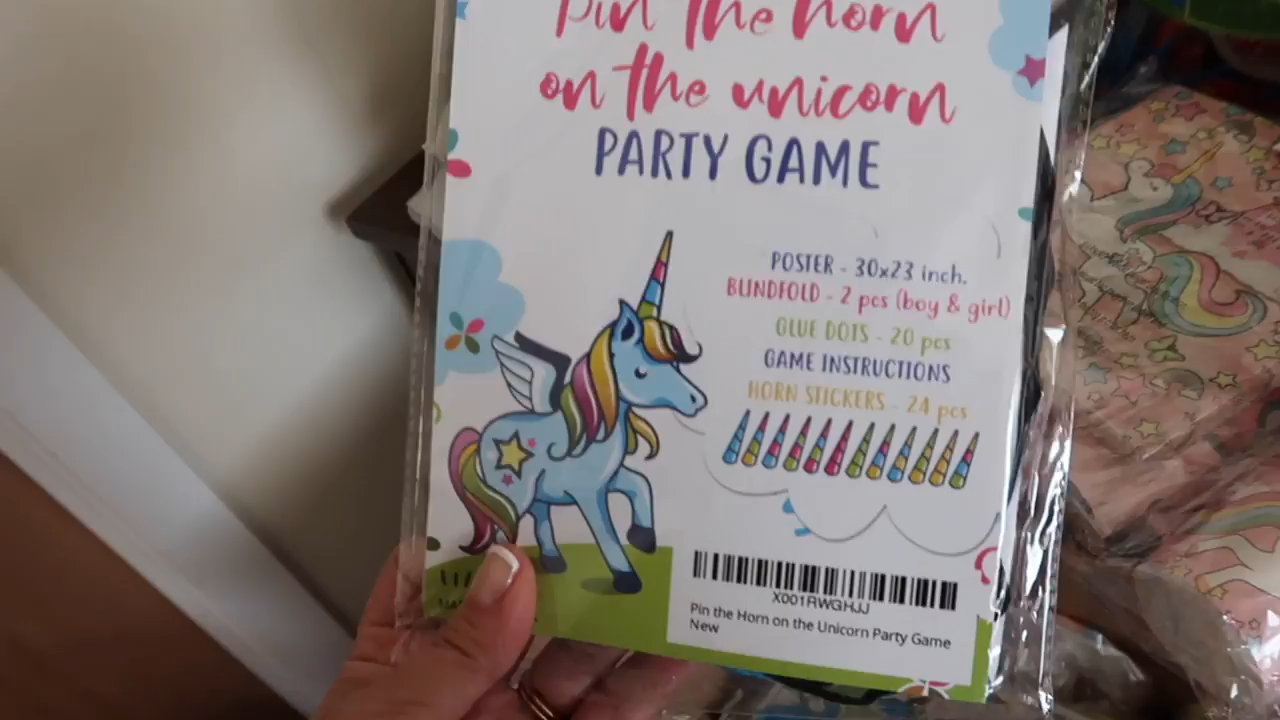 Pin the horn
on the unicorn
PARTY GAME
POSTER - 30x23 inch.
BLINDFOLD - 2 pcs (boy & girl)
GLUE DOTS - 20 pcs
GAME INSTRUCTIONS
HORN STICKERS - 24 pcs
X001RWGHJJ
Pin the Horn on the Unicorn Party Game
New